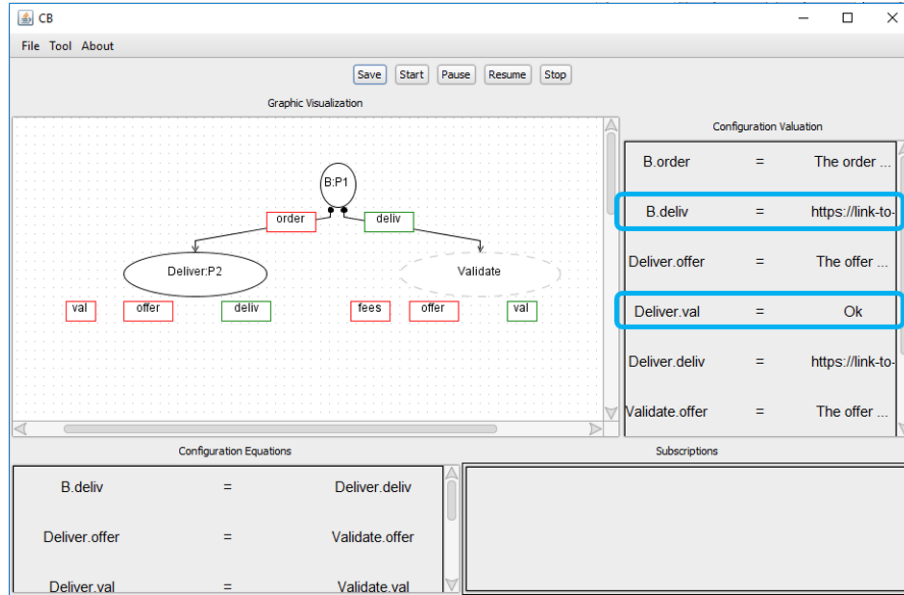 CB
File Tool About
Save Start Pause Resume Stop
Graphic Visualization
B:P1
order deliv
Deliver:P2 Validate
val offer deliv fees offer val
Configuration Valuation
B.order = The order ...
B.deliv = https://link-to-
Deliver.offer = The offer ...
Deliver.val = Ok
Deliver.deliv = https://link-to-
Validate.offer = The offer ...
Configuration Equations
B.deliv = Deliver.deliv
Deliver.offer = Validate.offer
Deliver.val = Validate.val
Subscriptions